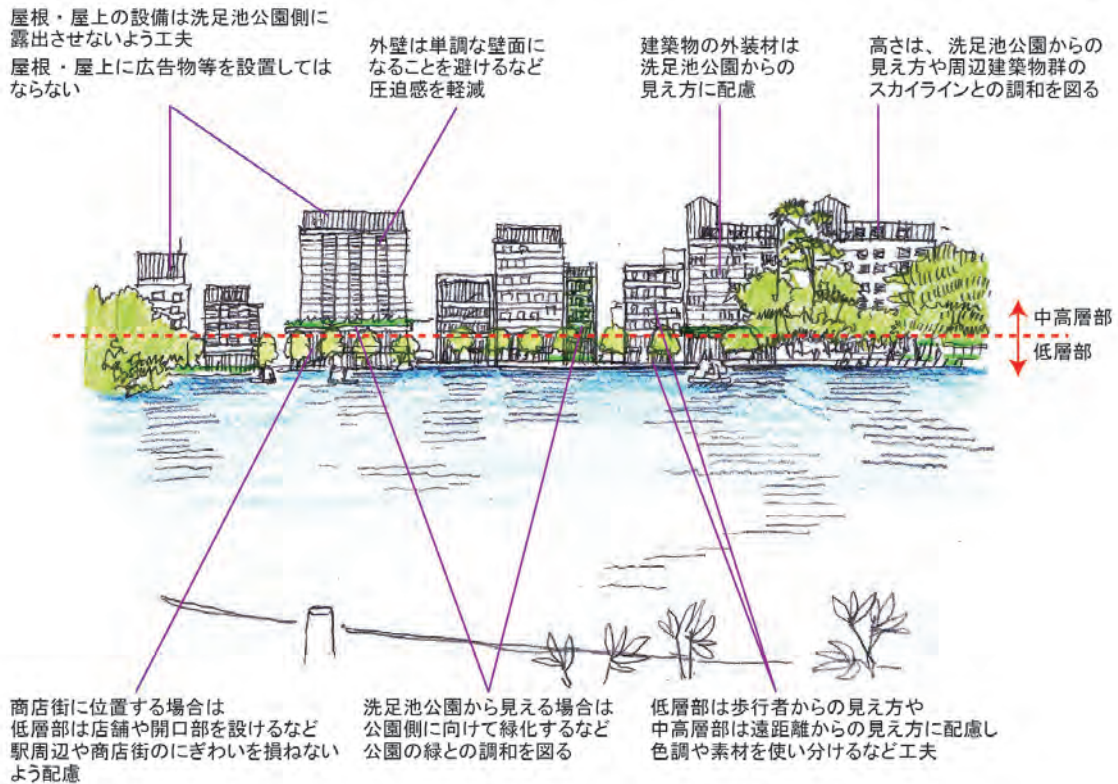 屋根・屋上の設備は洗足池公園側に
露出させないよう工夫
屋根・屋上に広告物等を設置しては
ならない
外壁は単調な壁面に
なることを避けるなど
圧迫感を軽減
建築物の外装材は
洗足池公園からの
見え方に配慮
高さは、洗足池公園からの
見え方や周辺建築物群の
スカイラインとの調和を図る
中高層部
低層部
商店街に位置する場合は
低層部は店舗や開口部を設けるなど
駅周辺や商店街のにぎわいを損ねない
よう配慮
洗足池公園から見える場合は
公園側に向けて緑化するなど
公園の緑との調和を図る
低層部は歩行者からの見え方や
中高層部は遠距離からの見え方に配慮し
色調や素材を使い分けるなど工夫